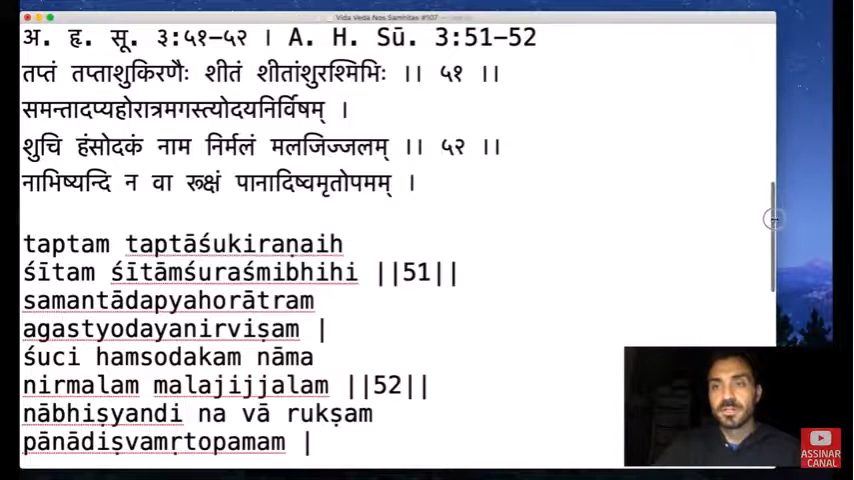 Vida Veda Nos Samhitas #107
अ. हृ. सू. ३:५१–५२ । A. H. Sū. 3:51–52
तप्तं तप्ताशुकिरणैः शीतं शीतांशुरश्मिभिः ।। ५१ ।।
समन्तादप्यहोरात्रमगस्त्योदयनिर्विषम् ।
शुचि हंसोदकं नाम निर्मलं मलजिज्जलम् ।। ५२ ।।
नाभिष्यन्दि न वा रूक्षं पानादिष्वमृतोपमम् ।
taptam taptāśukiraṇaih
śītam śītāmśuraśmibhihi ||51||
samantādapyahorātram
agastyodayanirviṣam |
śuci hamsodakam nāma
nirmalam malajijjalam ||52||
nābhiṣyandi na vā rukṣam
pānādiṣvamṛtopamam |
ASSINAR
CANAL